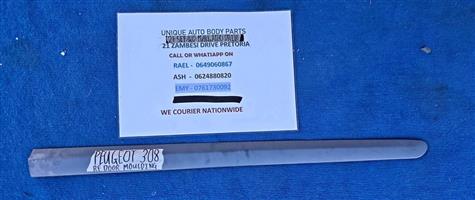 UNIQUE AUTO BODY PARTS
21 ZAMBESI DRIVE PRETORIA
CALL OR WHATSAPP ON
RAEL - 0649060867
ASH - 0624880820
EMY - 0761730092
WE COURIER NATIONWIDE
PEUGEOT 308
RF DOOR MOULDING